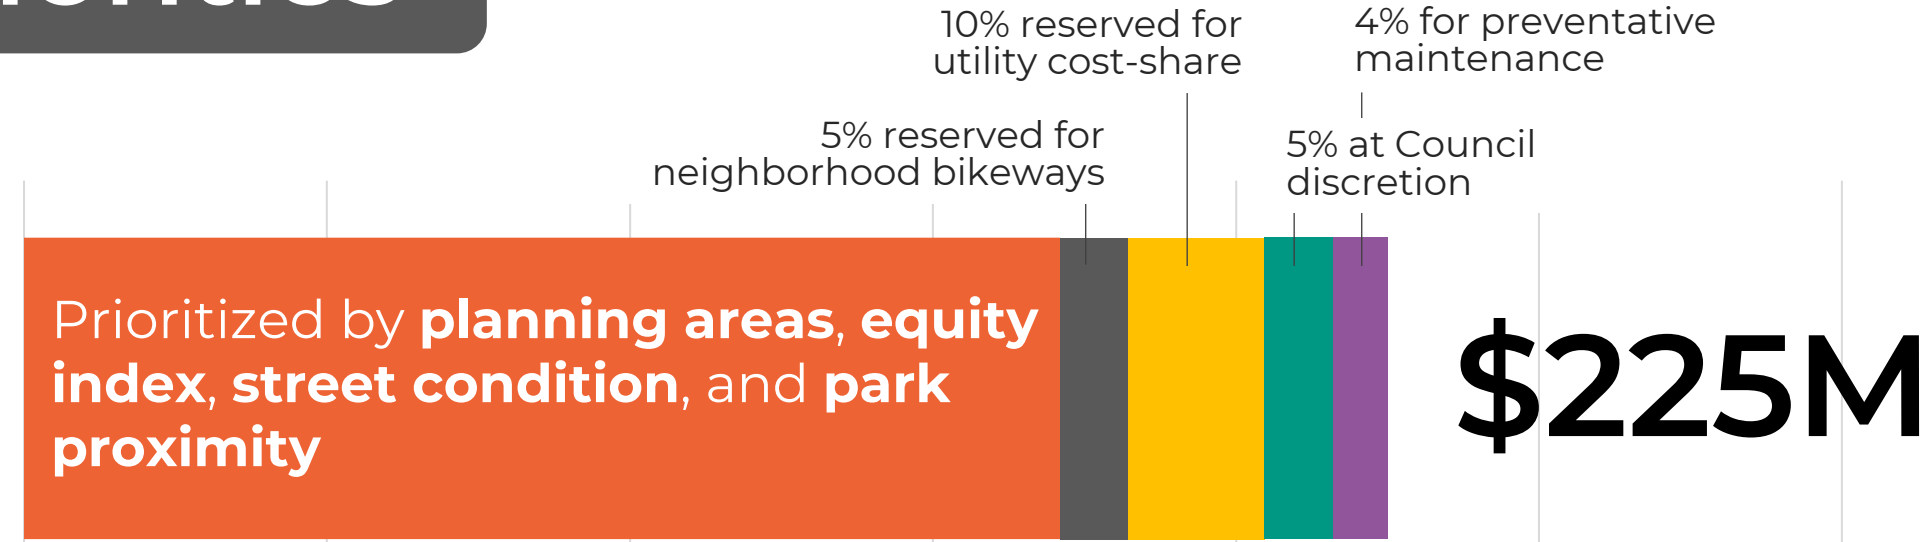 10% reserved for
utility cost-share
4% for preventative
maintenance
5% reserved for
neighborhood bikeways
5% at Council
discretion
Prioritized by planning areas, equity
index, street condition, and park
proximity
$225M